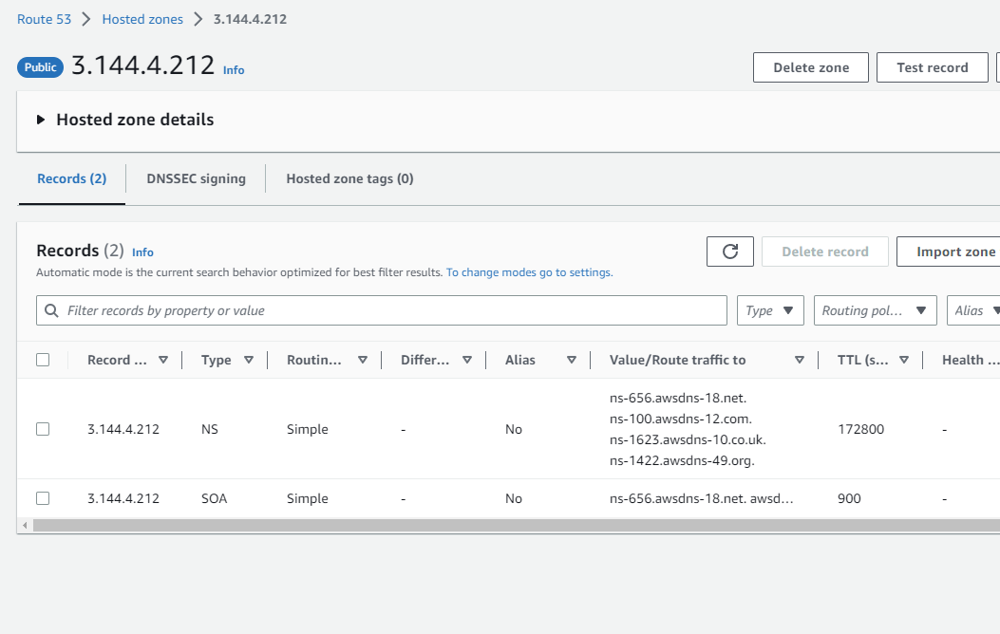 Route 53 > Hosted zones > 3.144.4.212
Public 3.144.4.212 Info
Delete zone Test record
Hosted zone details
Records (2) DNSSEC signing Hosted zone tags (0)
Records (2) Info
Delete record Import zone
Automatic mode is the current search behavior optimized for best filter results. To change modes go to settings.
Filter records by property or value Type Routing pol... Alias
Record ... Type Routin... Differ... Alias Value/Route traffic to TTL (s... Health ...
3.144.4.212 NS Simple - No ns-656.awsdns-18.net. 172800 -
ns-100.awsdns-12.com.
ns-1623.awsdns-10.co.uk.
ns-1422.awsdns-49.org.
3.144.4.212 SOA Simple - No ns-656.awsdns-18.net. awsd... 900 -